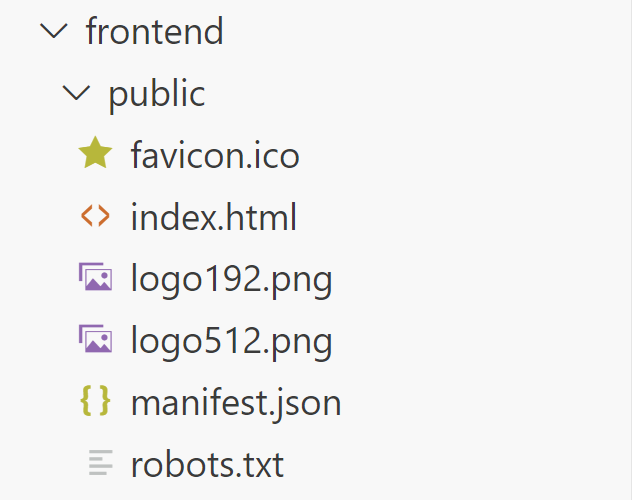 frontend
public
favicon.ico
index.html
logo192.png
logo512.png
manifest.json
robots.txt